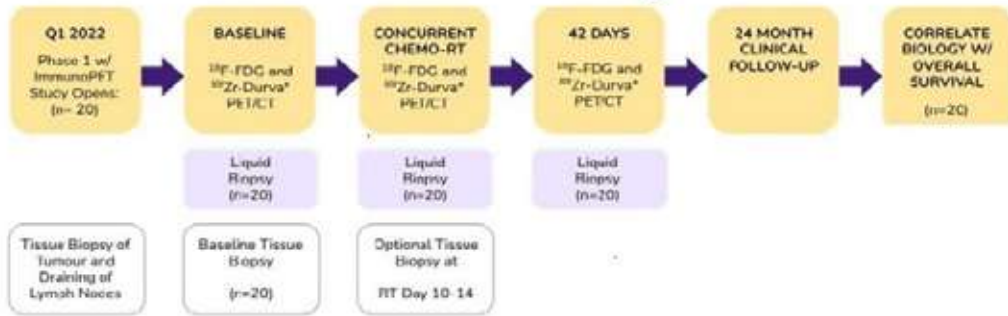 Q1 2022
Phase 1 w/
ImmunoPET
Study Opens:
(n= 20)
BASELINE
¹⁸F-FDG and
⁸⁹Zr-Durva*
PET/CT
CONCURRENT
CHEMO-RT
¹⁸F-FDG and
⁸⁹Zr-Durva*
PET/CT
42 DAYS
¹⁸F-FDG and
⁸⁹Zr-Durva*
PET/CT
24 MONTH
CLINICAL
FOLLOW-UP
CORRELATE
BIOLOGY W/
OVERALL
SURVIVAL
(n=20)
Liquid
Biopsy
(n=20)
Liquid
Biopsy
(n=20)
Liquid
Biopsy
(n=20)
Tissue Biopsy of
Tumour and
Draining of
Lymph Nodes
Baseline Tissue
Biopsy
(n=20)
Optional Tissue
Biopsy at
RT Day 10-14